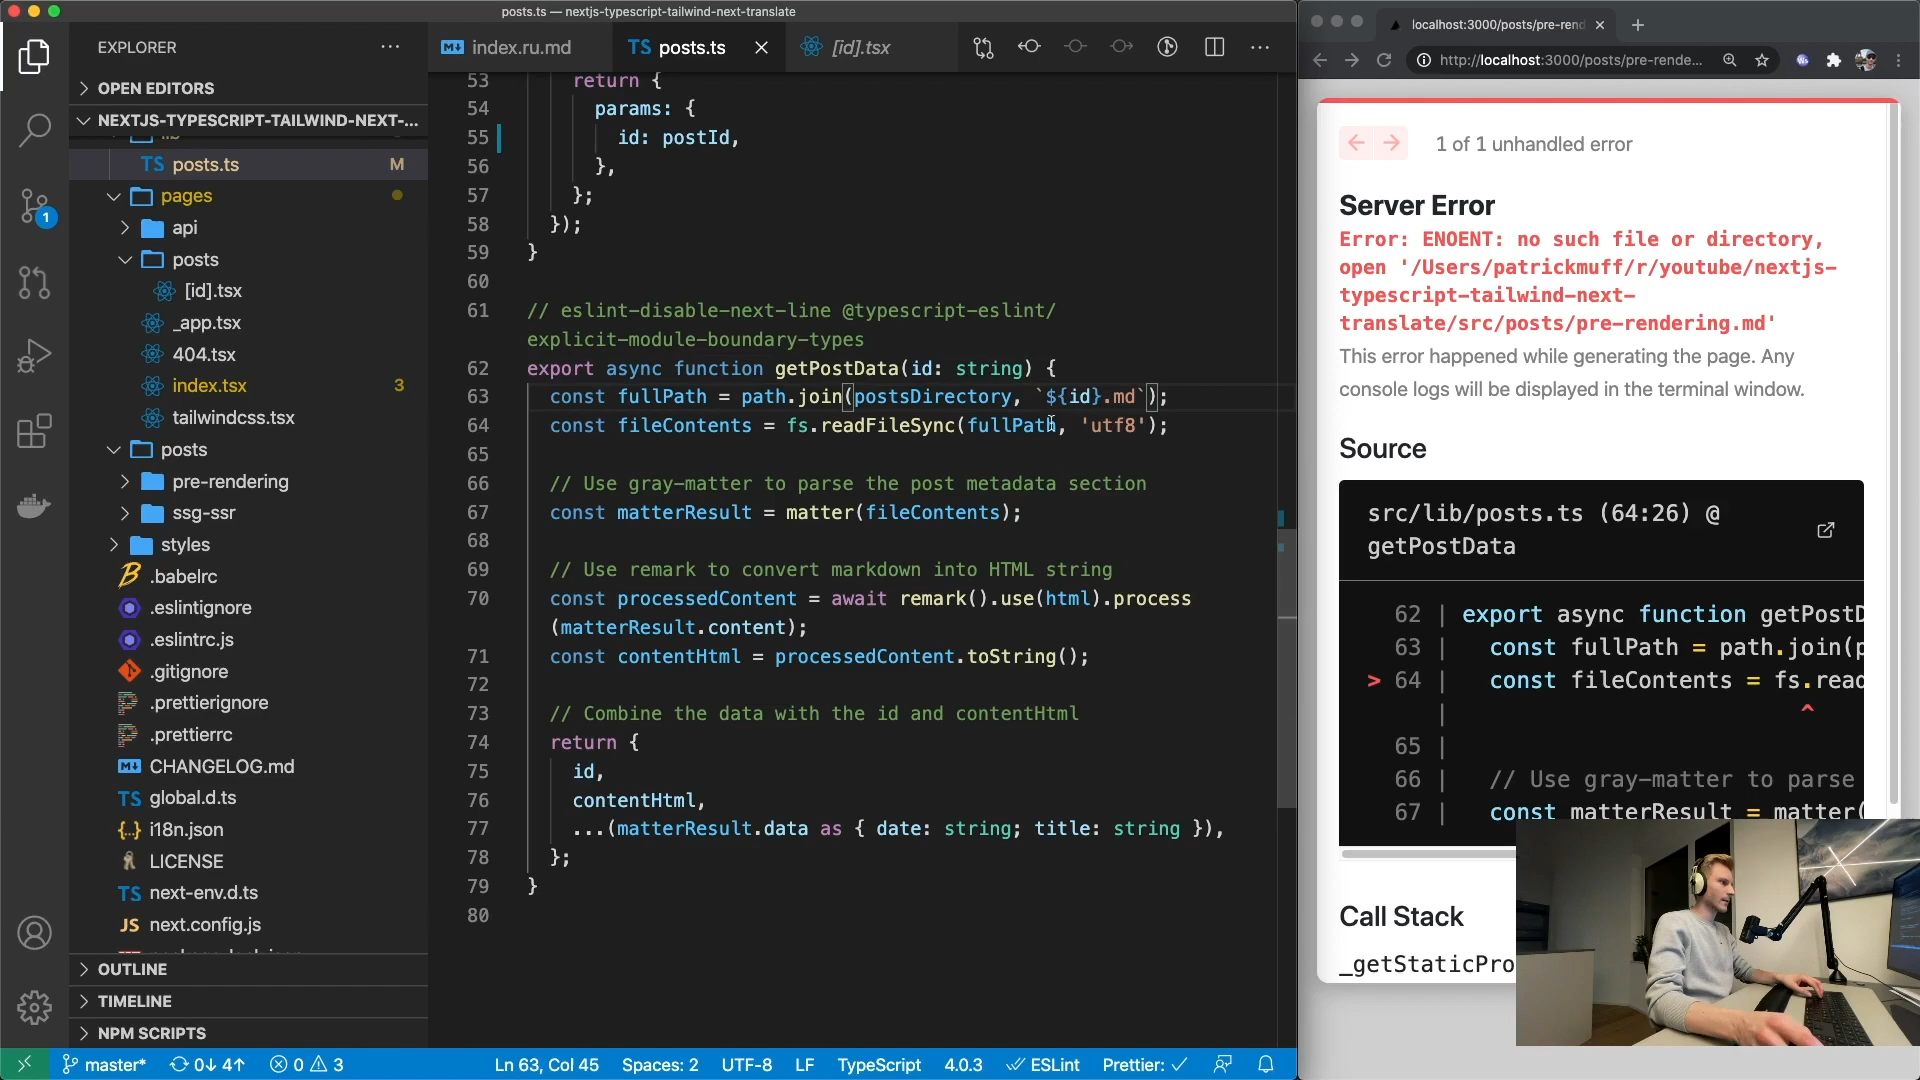 posts.ts — nextjs-typescript-tailwind-next-translate
EXPLORER
OPEN EDITORS
NEXTJS-TYPESCRIPT-TAILWIND-NEXT-...
lib
TS posts.ts M
pages
api
posts
[id].tsx
_app.tsx
404.tsx
index.tsx 3
tailwindcss.tsx
posts
pre-rendering
ssg-ssr
styles
.babelrc
.eslintignore
.eslintrc.js
.gitignore
.prettierignore
.prettierrc
CHANGELOG.md
TS global.d.ts
{..} i18n.json
LICENSE
TS next-env.d.ts
JS next.config.js
OUTLINE
TIMELINE
NPM SCRIPTS
1
index.ru.md
TS posts.ts
[id].tsx
53 return {
54 params: {
55 id: postId,
56 },
57 };
58 });
59 }
60
61 // eslint-disable-next-line @typescript-eslint/
explicit-module-boundary-types
62 export async function getPostData(id: string) {
63 const fullPath = path.join(postsDirectory, `${id}.md`);
64 const fileContents = fs.readFileSync(fullPath, 'utf8');
65
66 // Use gray-matter to parse the post metadata section
67 const matterResult = matter(fileContents);
68
69 // Use remark to convert markdown into HTML string
70 const processedContent = await remark().use(html).process
(matterResult.content);
71 const contentHtml = processedContent.toString();
72
73 // Combine the data with the id and contentHtml
74 return {
75 id,
76 contentHtml,
77 ...(matterResult.data as { date: string; title: string }),
78 };
79 }
80
master* 0↓ 4↑ 0 3 Ln 63, Col 45 Spaces: 2 UTF-8 LF TypeScript 4.0.3 ESLint Prettier: ✓
localhost:3000/posts/pre-rend
http://localhost:3000/posts/pre-rende...
1 of 1 unhandled error
Server Error
Error: ENOENT: no such file or directory,
open '/Users/patrickmuff/r/youtube/nextjs-
typescript-tailwind-next-
translate/src/posts/pre-rendering.md'
This error happened while generating the page. Any
console logs will be displayed in the terminal window.
Source
src/lib/posts.ts (64:26) @
getPostData
62 | export async function getPostD
63 | const fullPath = path.join(p
> 64 | const fileContents = fs.read
| ^
65 |
66 | // Use gray-matter to parse
67 | const matterResult = matter(
Call Stack
_getStaticPro